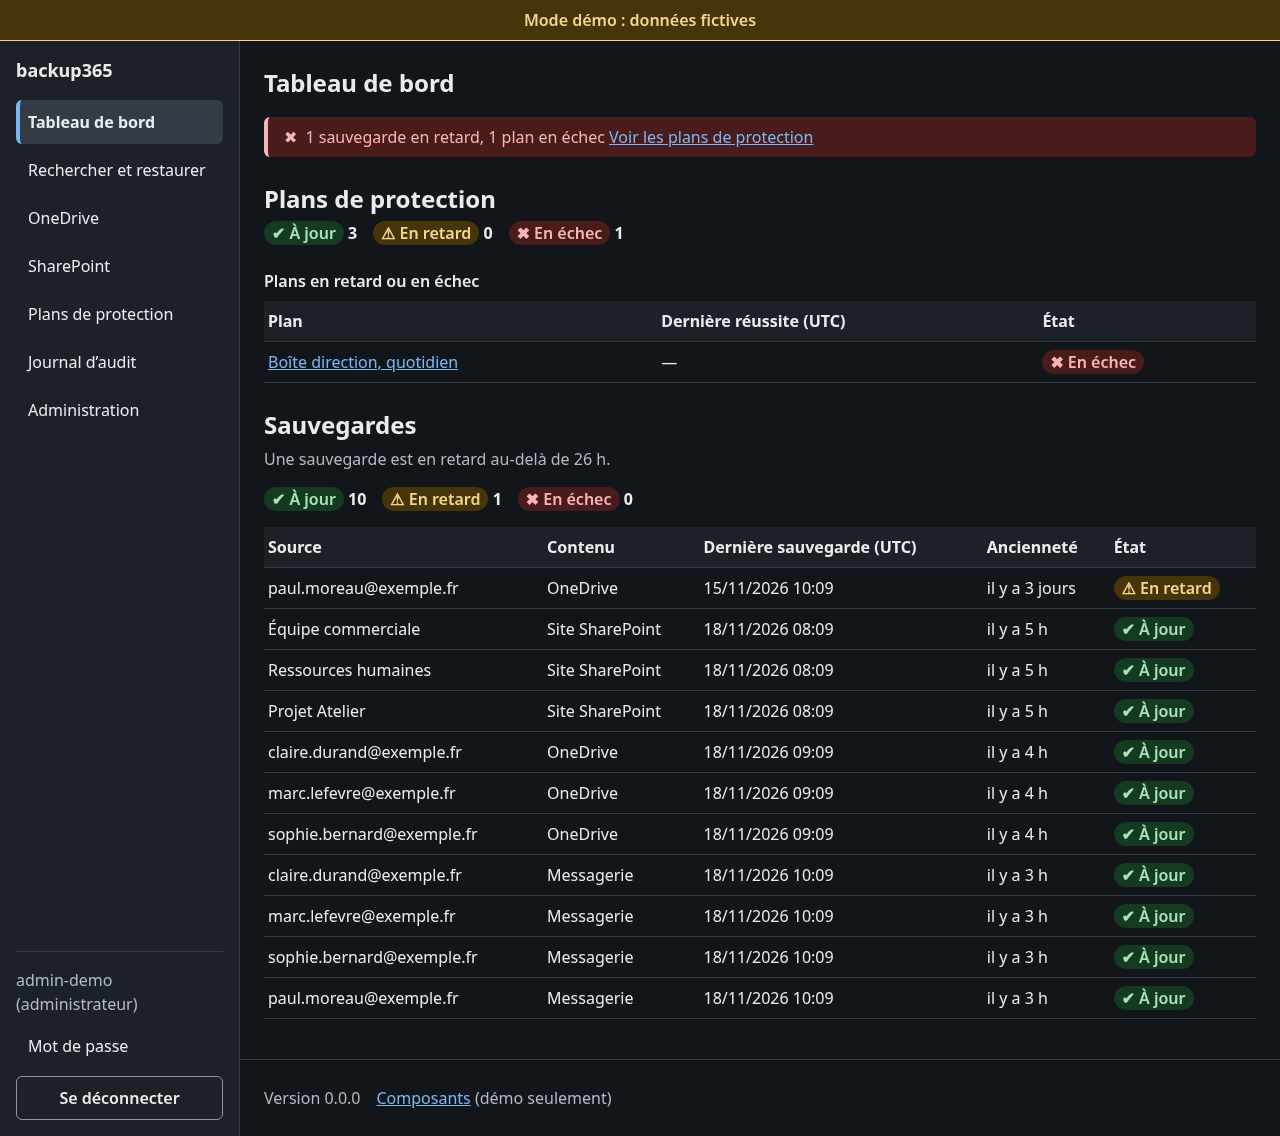 Mode démo : données fictives
backup365
Tableau de bord
Rechercher et restaurer
OneDrive
SharePoint
Plans de protection
Journal d’audit
Administration
admin-demo
(administrateur)
Mot de passe
Se déconnecter
Tableau de bord
✖ 1 sauvegarde en retard, 1 plan en échec Voir les plans de protection
Plans de protection
✔ À jour 3 ⚠ En retard 0 ✖ En échec 1
Plans en retard ou en échec
Plan Dernière réussite (UTC) État
Boîte direction, quotidien — ✖ En échec
Sauvegardes
Une sauvegarde est en retard au-delà de 26 h.
✔ À jour 10 ⚠ En retard 1 ✖ En échec 0
Source Contenu Dernière sauvegarde (UTC) Ancienneté État
paul.moreau@exemple.fr OneDrive 15/11/2026 10:09 il y a 3 jours ⚠ En retard
Équipe commerciale Site SharePoint 18/11/2026 08:09 il y a 5 h ✔ À jour
Ressources humaines Site SharePoint 18/11/2026 08:09 il y a 5 h ✔ À jour
Projet Atelier Site SharePoint 18/11/2026 08:09 il y a 5 h ✔ À jour
claire.durand@exemple.fr OneDrive 18/11/2026 09:09 il y a 4 h ✔ À jour
marc.lefevre@exemple.fr OneDrive 18/11/2026 09:09 il y a 4 h ✔ À jour
sophie.bernard@exemple.fr OneDrive 18/11/2026 09:09 il y a 4 h ✔ À jour
claire.durand@exemple.fr Messagerie 18/11/2026 10:09 il y a 3 h ✔ À jour
marc.lefevre@exemple.fr Messagerie 18/11/2026 10:09 il y a 3 h ✔ À jour
sophie.bernard@exemple.fr Messagerie 18/11/2026 10:09 il y a 3 h ✔ À jour
paul.moreau@exemple.fr Messagerie 18/11/2026 10:09 il y a 3 h ✔ À jour
Version 0.0.0 Composants (démo seulement)